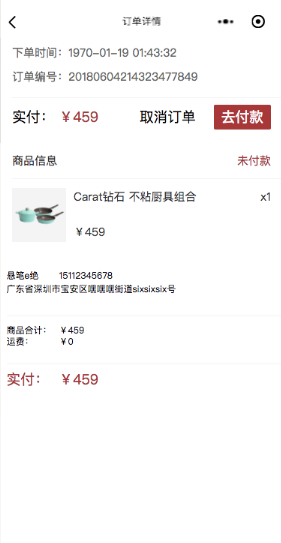 订单详情
下单时间：1970-01-19 01:43:32
订单编号：20180604214323477849
实付：￥459 取消订单 去付款
商品信息 未付款
Carat钻石 不粘厨具组合 x1
￥459
悬笔e绝 15112345678
广东省深圳市宝安区嘻嘻嘻街道sixsixsix号
商品合计：￥459
运费：￥0
实付：￥459